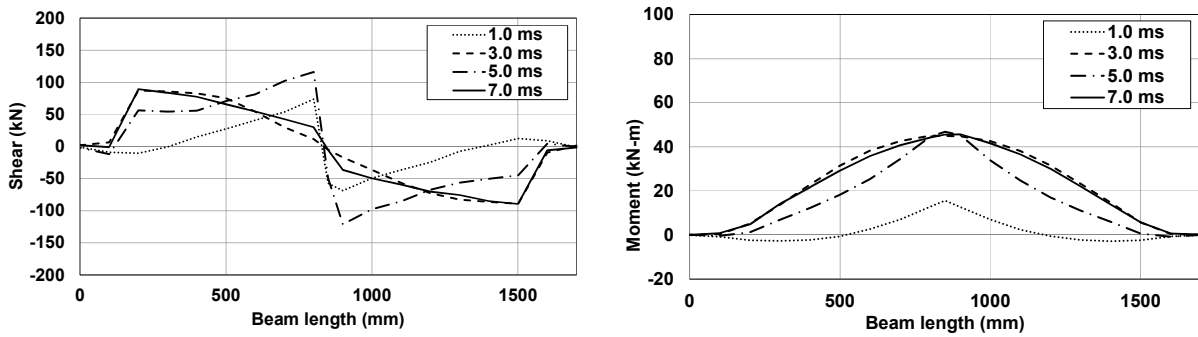 200
150
100
50
0
-50
-100
-150
-200
Shear (kN)
0 500 1000 1500
Beam length (mm)
1.0 ms
3.0 ms
5.0 ms
7.0 ms
100
80
60
40
20
0
-20
Moment (kN-m)
0 500 1000 1500
Beam length (mm)
1.0 ms
3.0 ms
5.0 ms
7.0 ms